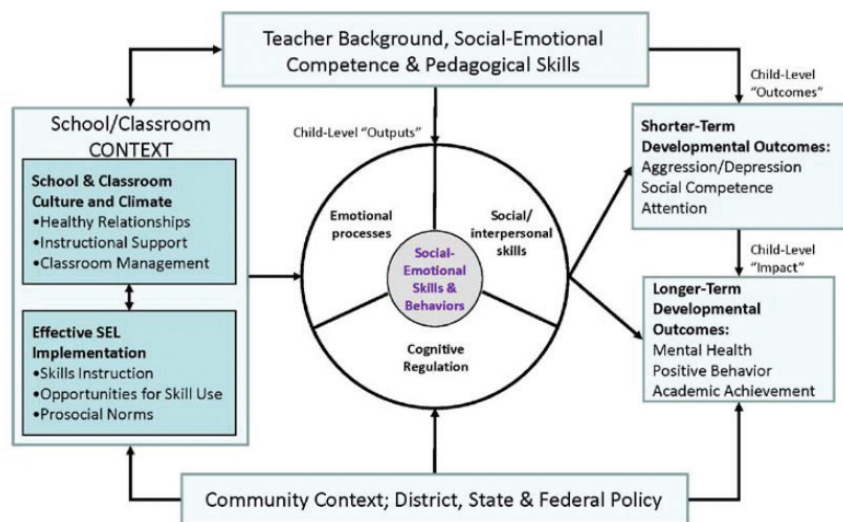 Teacher Background, Social-Emotional
Competence & Pedagogical Skills
School/Classroom
CONTEXT
School & Classroom
Culture and Climate
•Healthy Relationships
•Instructional Support
•Classroom Management
Effective SEL
Implementation
•Skills Instruction
•Opportunities for Skill Use
•Prosocial Norms
Child-Level "Outputs"
Emotional
processes
Social/
interpersonal
skills
Social-
Emotional
Skills &
Behaviors
Cognitive
Regulation
Child-Level
"Outcomes"
Shorter-Term
Developmental Outcomes:
Aggression/Depression
Social Competence
Attention
Child-Level
"Impact"
Longer-Term
Developmental
Outcomes:
Mental Health
Positive Behavior
Academic Achievement
Community Context; District, State & Federal Policy